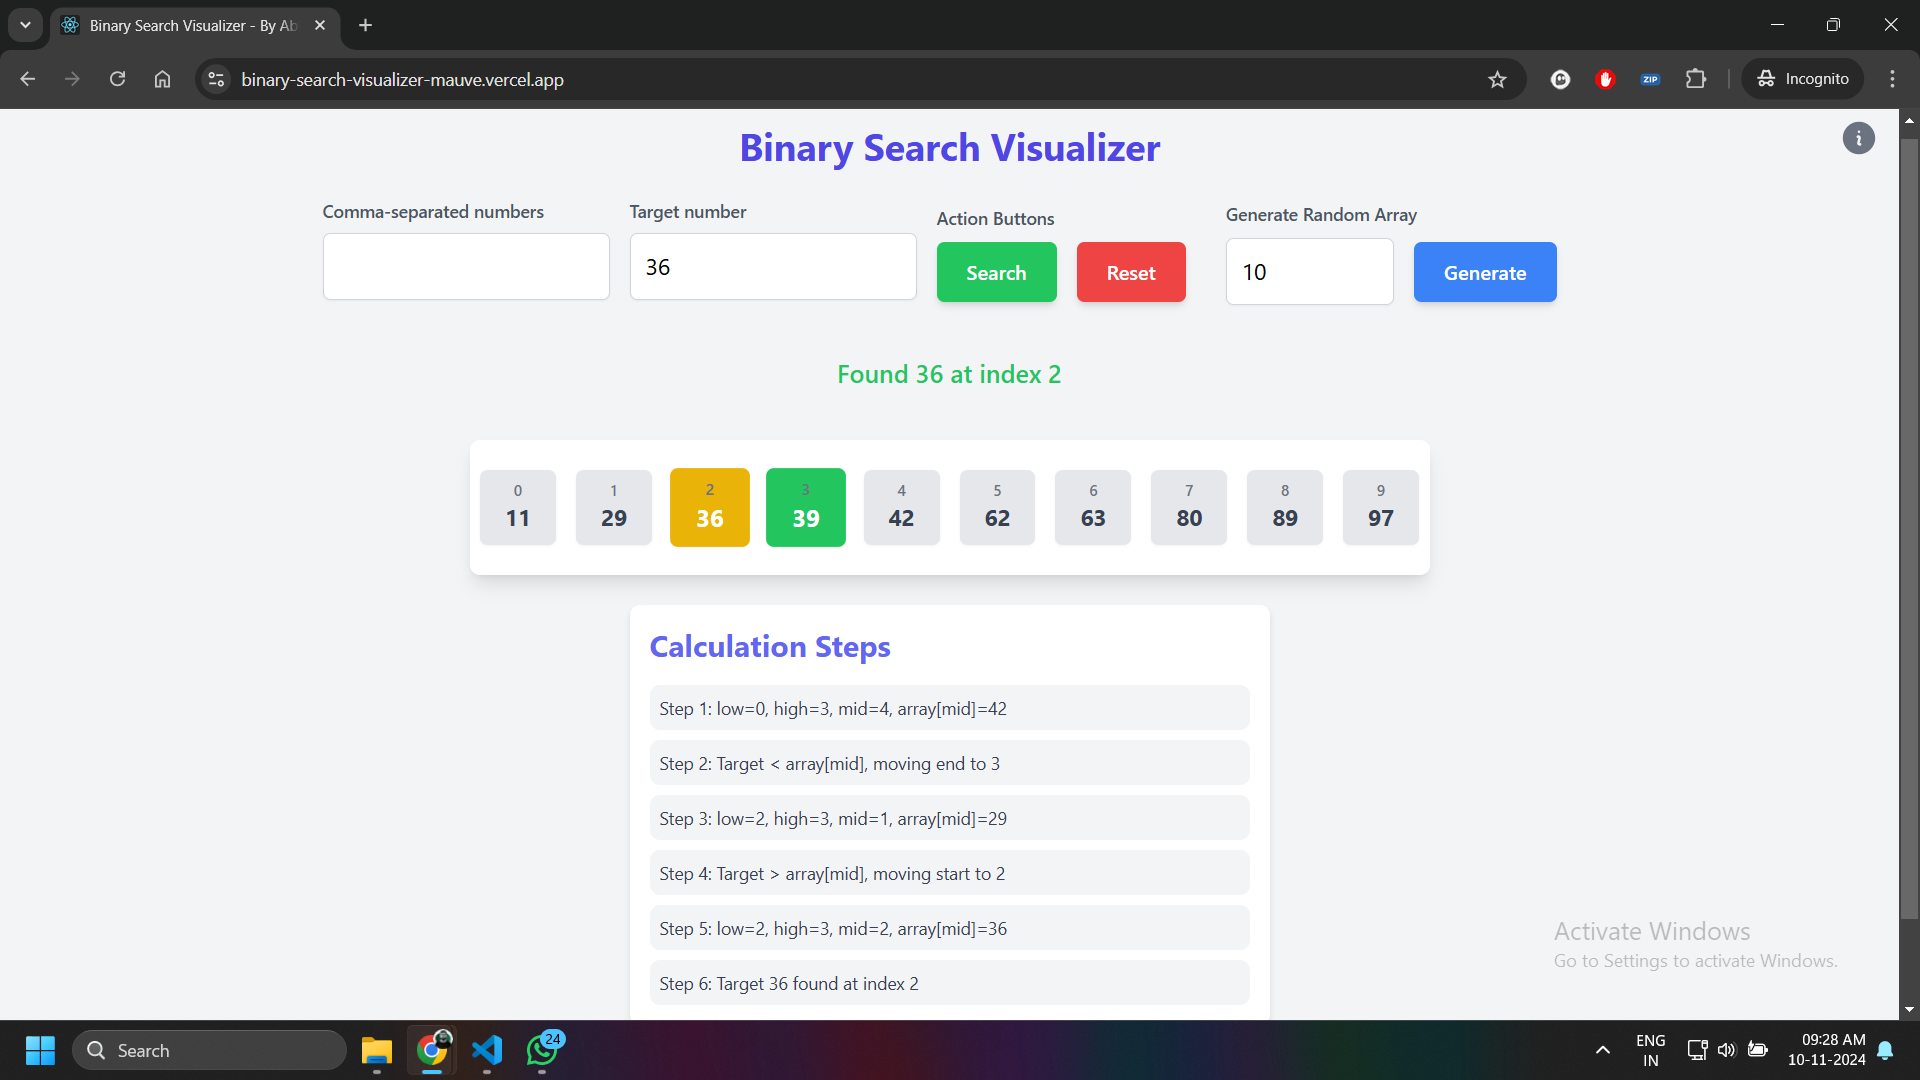 Binary Search Visualizer - By Ab
binary-search-visualizer-mauve.vercel.app
ZIP
Incognito
Binary Search Visualizer
i
Comma-separated numbers
Target number
Action Buttons
Generate Random Array
36
Search
Reset
10
Generate
Found 36 at index 2
0 1 2 3 4 5 6 7 8 9
11 29 36 39 42 62 63 80 89 97
Calculation Steps
Step 1: low=0, high=3, mid=4, array[mid]=42
Step 2: Target < array[mid], moving end to 3
Step 3: low=2, high=3, mid=1, array[mid]=29
Step 4: Target > array[mid], moving start to 2
Step 5: low=2, high=3, mid=2, array[mid]=36
Step 6: Target 36 found at index 2
Activate Windows
Go to Settings to activate Windows.
Search
24
ENG
IN
09:28 AM
10-11-2024